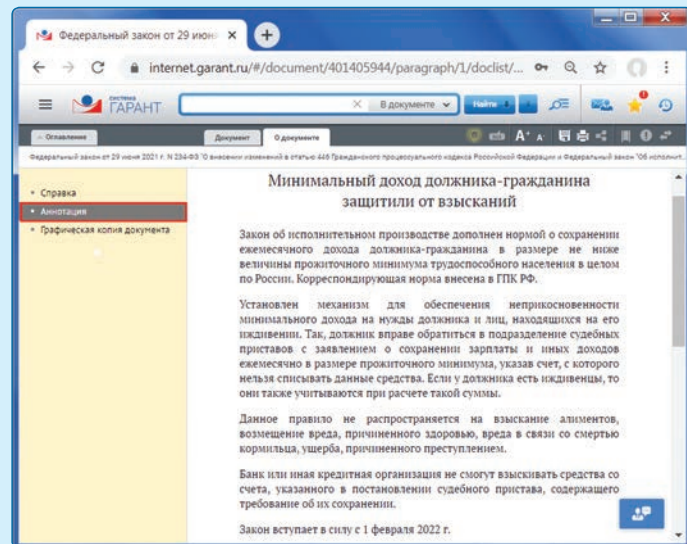 Федеральный закон от 29 июн
internet.garant.ru/#/document/401405944/paragraph/1/doclist/...
СИСТЕМА
ГАРАНТ
В документе
Найти
Оглавление
Документ
О документе
Федеральный закон от 29 июня 2021 г. N 234-ФЗ "О внесении изменений в статью 446 Гражданского процессуального кодекса Российской Федерации и Федеральный закон "Об исполнит...
Справка
Аннотация
Графическая копия документа
Минимальный доход должника-гражданина
защитили от взысканий
Закон об исполнительном производстве дополнен нормой о сохранении
ежемесячного дохода должника-гражданина в размере не ниже
величины прожиточного минимума трудоспособного населения в целом
по России. Корреспондирующая норма внесена в ГПК РФ.
Установлен механизм для обеспечения неприкосновенности
минимального дохода на нужды должника и лиц, находящихся на его
иждивении. Так, должник вправе обратиться в подразделение судебных
приставов с заявлением о сохранении зарплаты и иных доходов
ежемесячно в размере прожиточного минимума, указав счет, с которого
нельзя списывать данные средства. Если у должника есть иждивенцы, то
они также учитываются при расчете такой суммы.
Данное правило не распространяется на взыскание алиментов,
возмещение вреда, причиненного здоровью, вреда в связи со смертью
кормильца, ущерба, причиненного преступлением.
Банк или иная кредитная организация не смогут взыскивать средства со
счета, указанного в постановлении судебного пристава, содержащего
требование об их сохранении.
Закон вступает в силу с 1 февраля 2022 г.